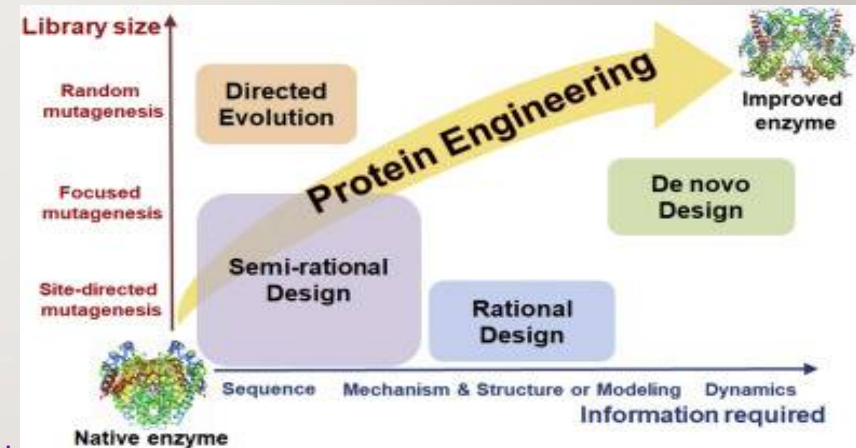 Library size
Random
mutagenesis
Directed
Evolution
Protein Engineering
Improved
enzyme
Focused
mutagenesis
De novo
Design
Semi-rational
Design
Site-directed
mutagenesis
Rational
Design
Sequence Mechanism & Structure or Modeling Dynamics
Information required
Native enzyme